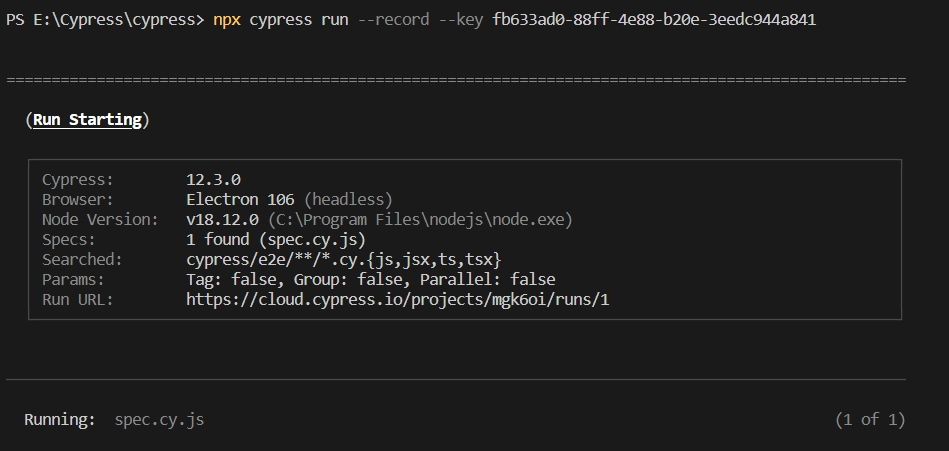 PS E:\Cypress\cypress> npx cypress run --record --key fb633ad0-88ff-4e88-b20e-3eedc944a841
====================================================================================================
(Run Starting)
Cypress: 12.3.0
Browser: Electron 106 (headless)
Node Version: v18.12.0 (C:\Program Files\nodejs\node.exe)
Specs: 1 found (spec.cy.js)
Searched: cypress/e2e/**/*.cy.{js,jsx,ts,tsx}
Params: Tag: false, Group: false, Parallel: false
Run URL: https://cloud.cypress.io/projects/mgk6oi/runs/1
Running: spec.cy.js (1 of 1)